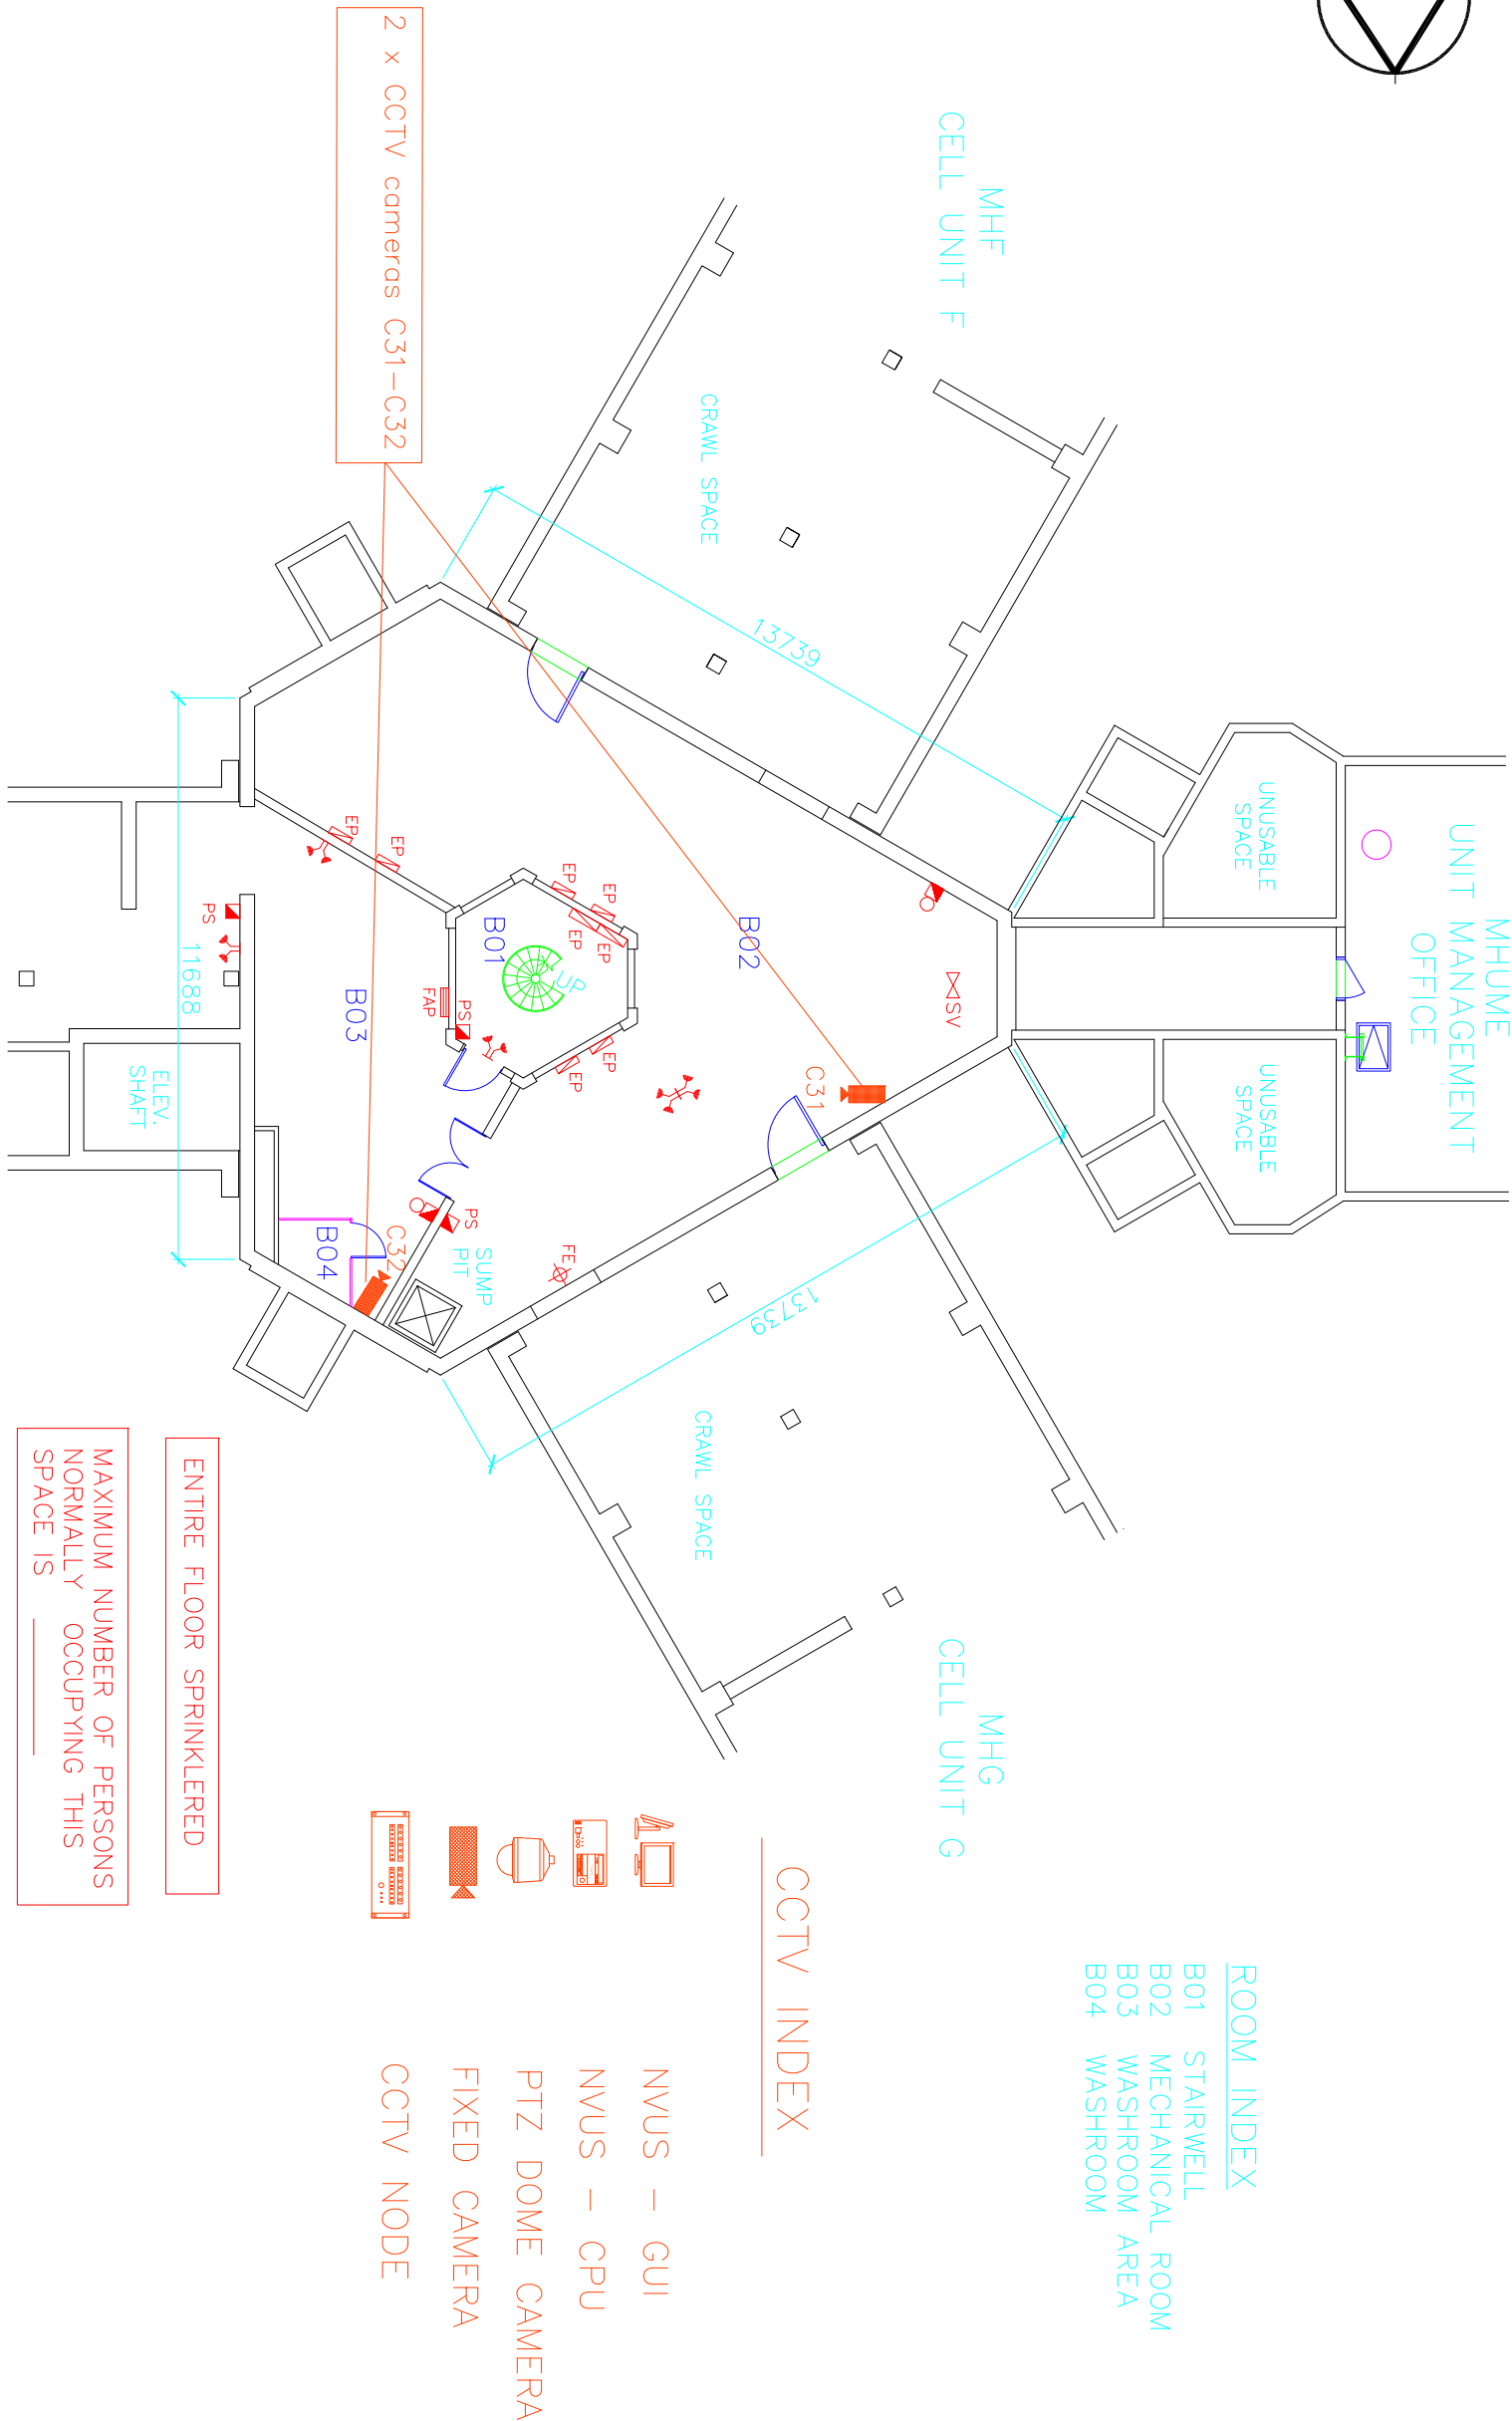 2 x CCTV cameras C31-C32
MHF
CELL UNIT F
CRAWL SPACE
13739
UNUSABLE
SPACE
MHUME
UNIT MANAGEMENT
OFFICE
UNUSABLE
SPACE
EP
EP
EP
EP
EP
EP
EP
EP
B01
UP
B02
SV
C31
FAP
PS
PS
11688
B03
ELEV.
SHAFT
B04
C32
PS
SUMP
PIT
FE
13739
CRAWL SPACE
MHG
CELL UNIT G
ENTIRE FLOOR SPRINKLERED
MAXIMUM NUMBER OF PERSONS
NORMALLY OCCUPYING THIS
SPACE IS
ROOM INDEX
B01 STAIRWELL
B02 MECHANICAL ROOM
B03 WASHROOM AREA
B04 WASHROOM
CCTV INDEX
NVUS - GUI
NVUS - CPU
PTZ DOME CAMERA
FIXED CAMERA
CCTV NODE